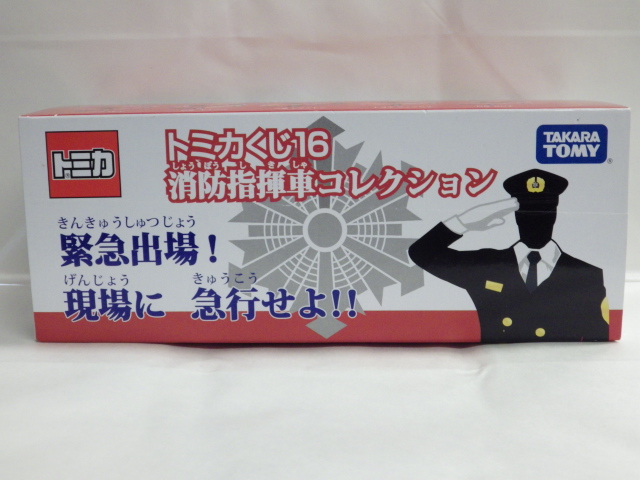 トミカ
トミカくじ16
しょうぼうしきしゃ
消防指揮車コレクション
きんきゅうしゅつじょう
緊急出場!
げんじょう きゅうこう
現場に 急行せよ!!
TAKARA
TOMY